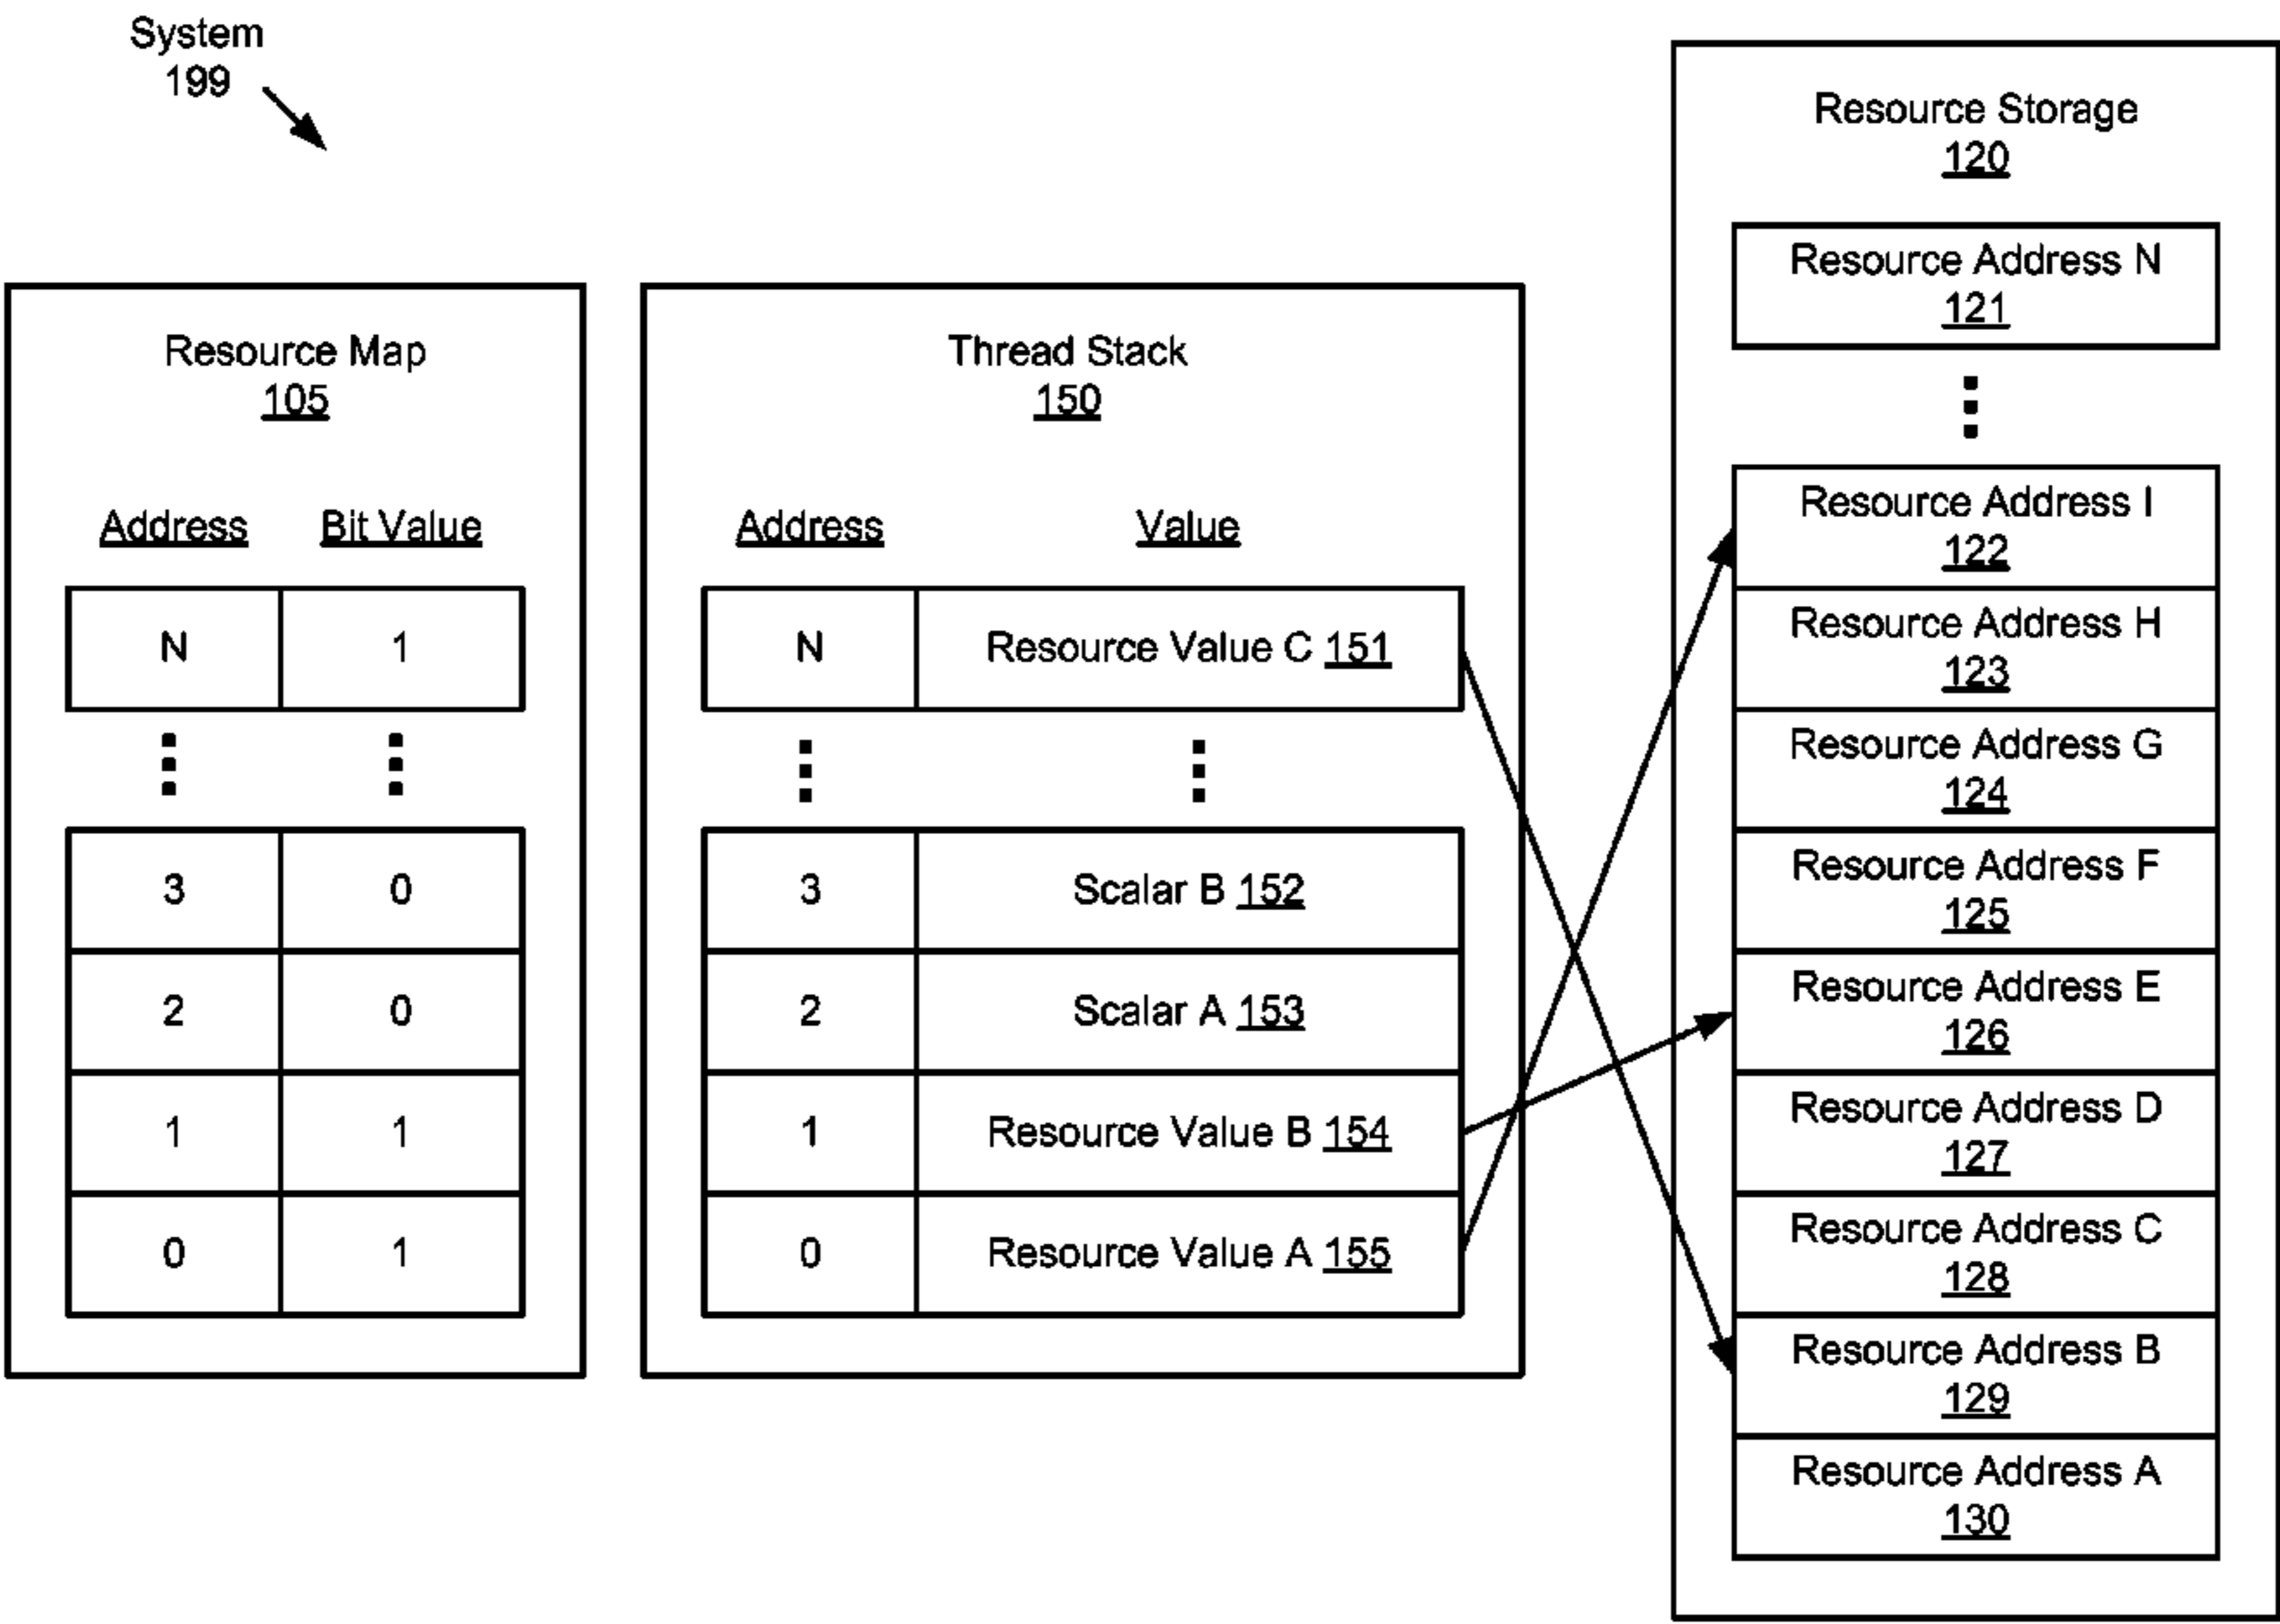 System
199
Resource Map
105
Address Bit Value
N 1
3 0
2 0
1 1
0 1
Thread Stack
150
Address Value
N Resource Value C 151
3 Scalar B 152
2 Scalar A 153
1 Resource Value B 154
0 Resource Value A 155
Resource Storage
120
Resource Address N
121
Resource Address I
122
Resource Address H
123
Resource Address G
124
Resource Address F
125
Resource Address E
126
Resource Address D
127
Resource Address C
128
Resource Address B
129
Resource Address A
130